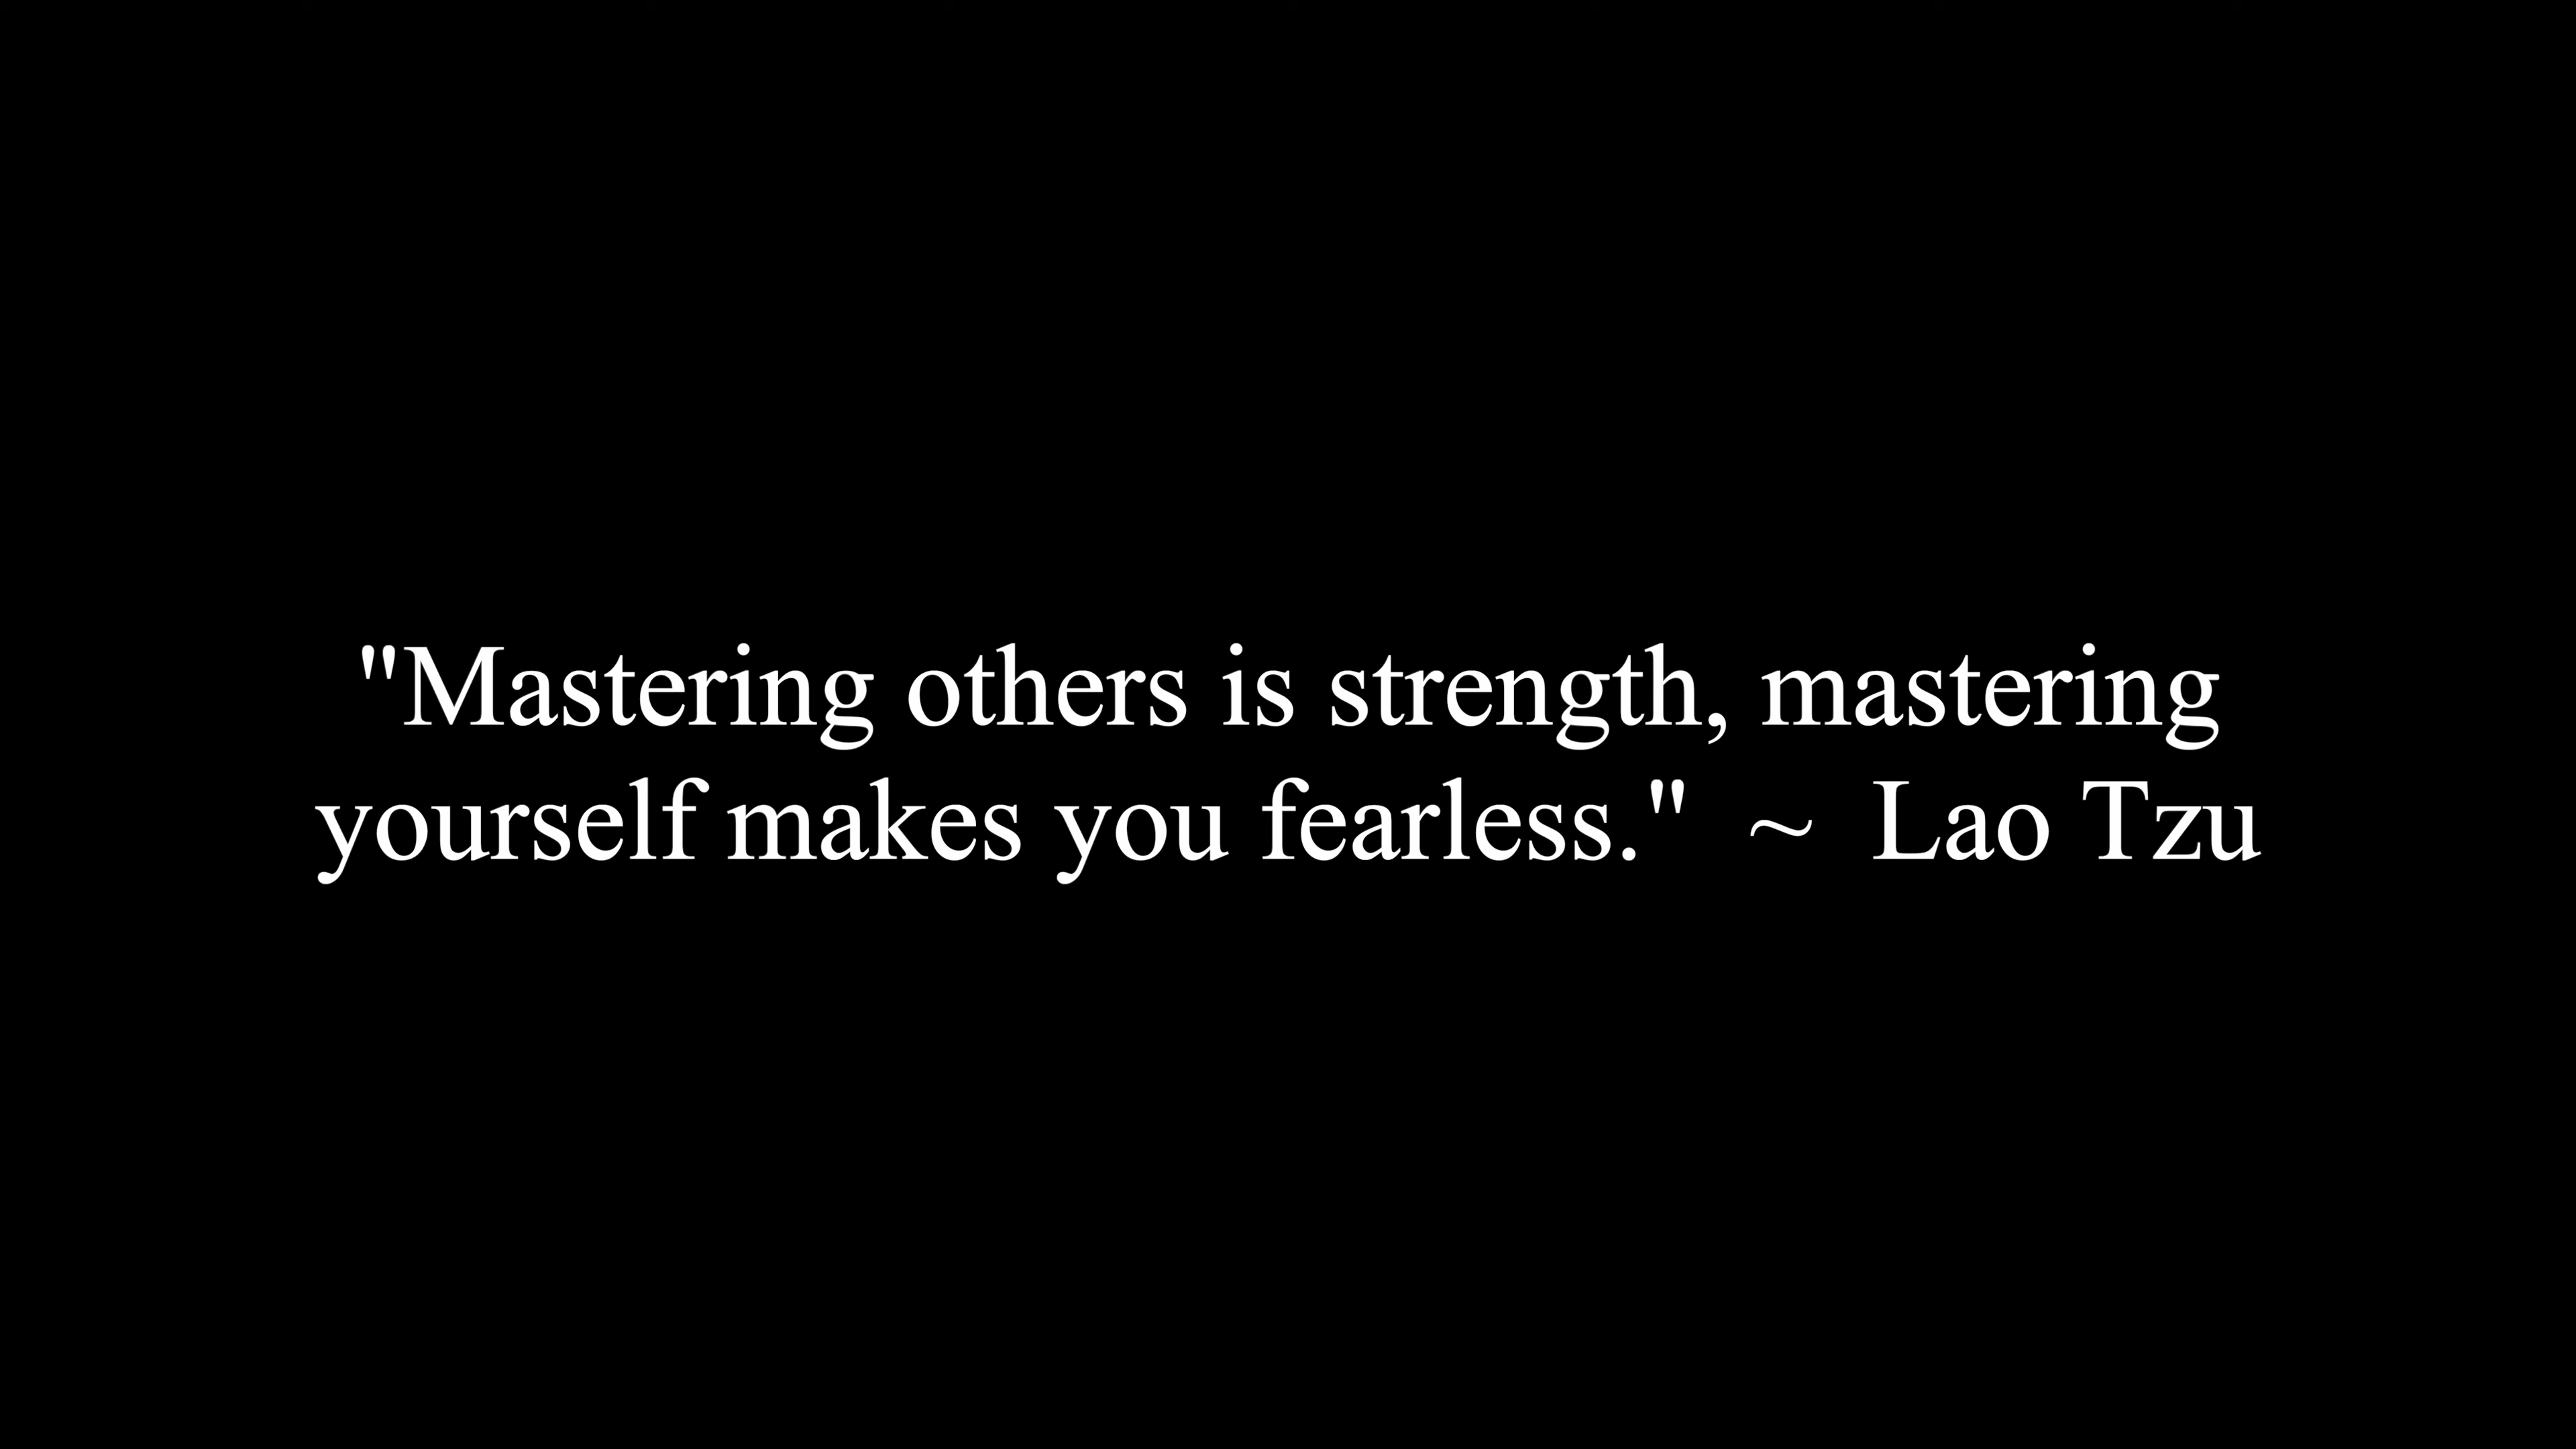 "Mastering others is strength, mastering
yourself makes you fearless."  ~  Lao Tzu